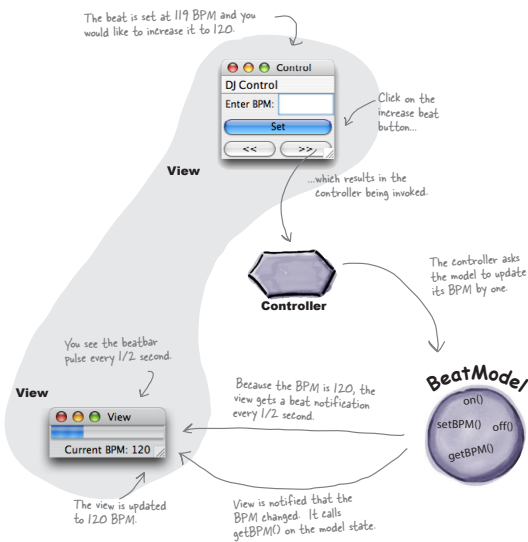 The beat is set at 119 BPM and you
would like to increase it to 120.
Control
DJ Control
Enter BPM:
Set
<<
>>
Click on the
increase beat
button...
View
...which results in the
controller being invoked.
Controller
The controller asks
the model to update
its BPM by one.
You see the beatbar
pulse every 1/2 second.
View
View
Current BPM: 120
Because the BPM is 120, the
view gets a beat notification
every 1/2 second.
BeatModel
on()
setBPM()
off()
getBPM()
The view is updated
to 120 BPM.
View is notified that the
BPM changed. It calls
getBPM() on the model state.